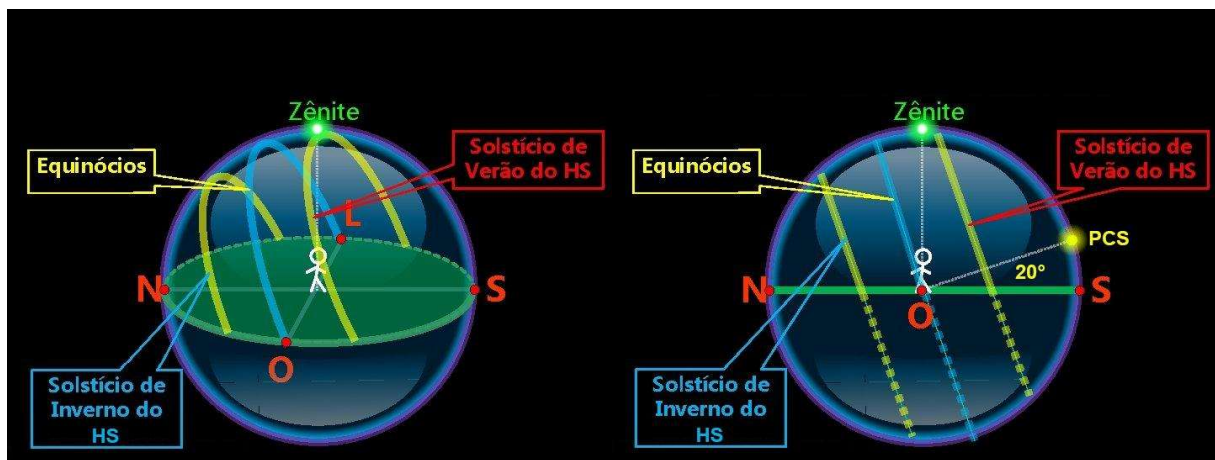 Zênite
Equinócios
Solstício de
Verão do HS
L
N
S
O
Solstício de
Inverno do
HS
Zênite
Equinócios
Solstício de
Verão do HS
PCS
20°
N
S
O
Solstício de
Inverno do
HS